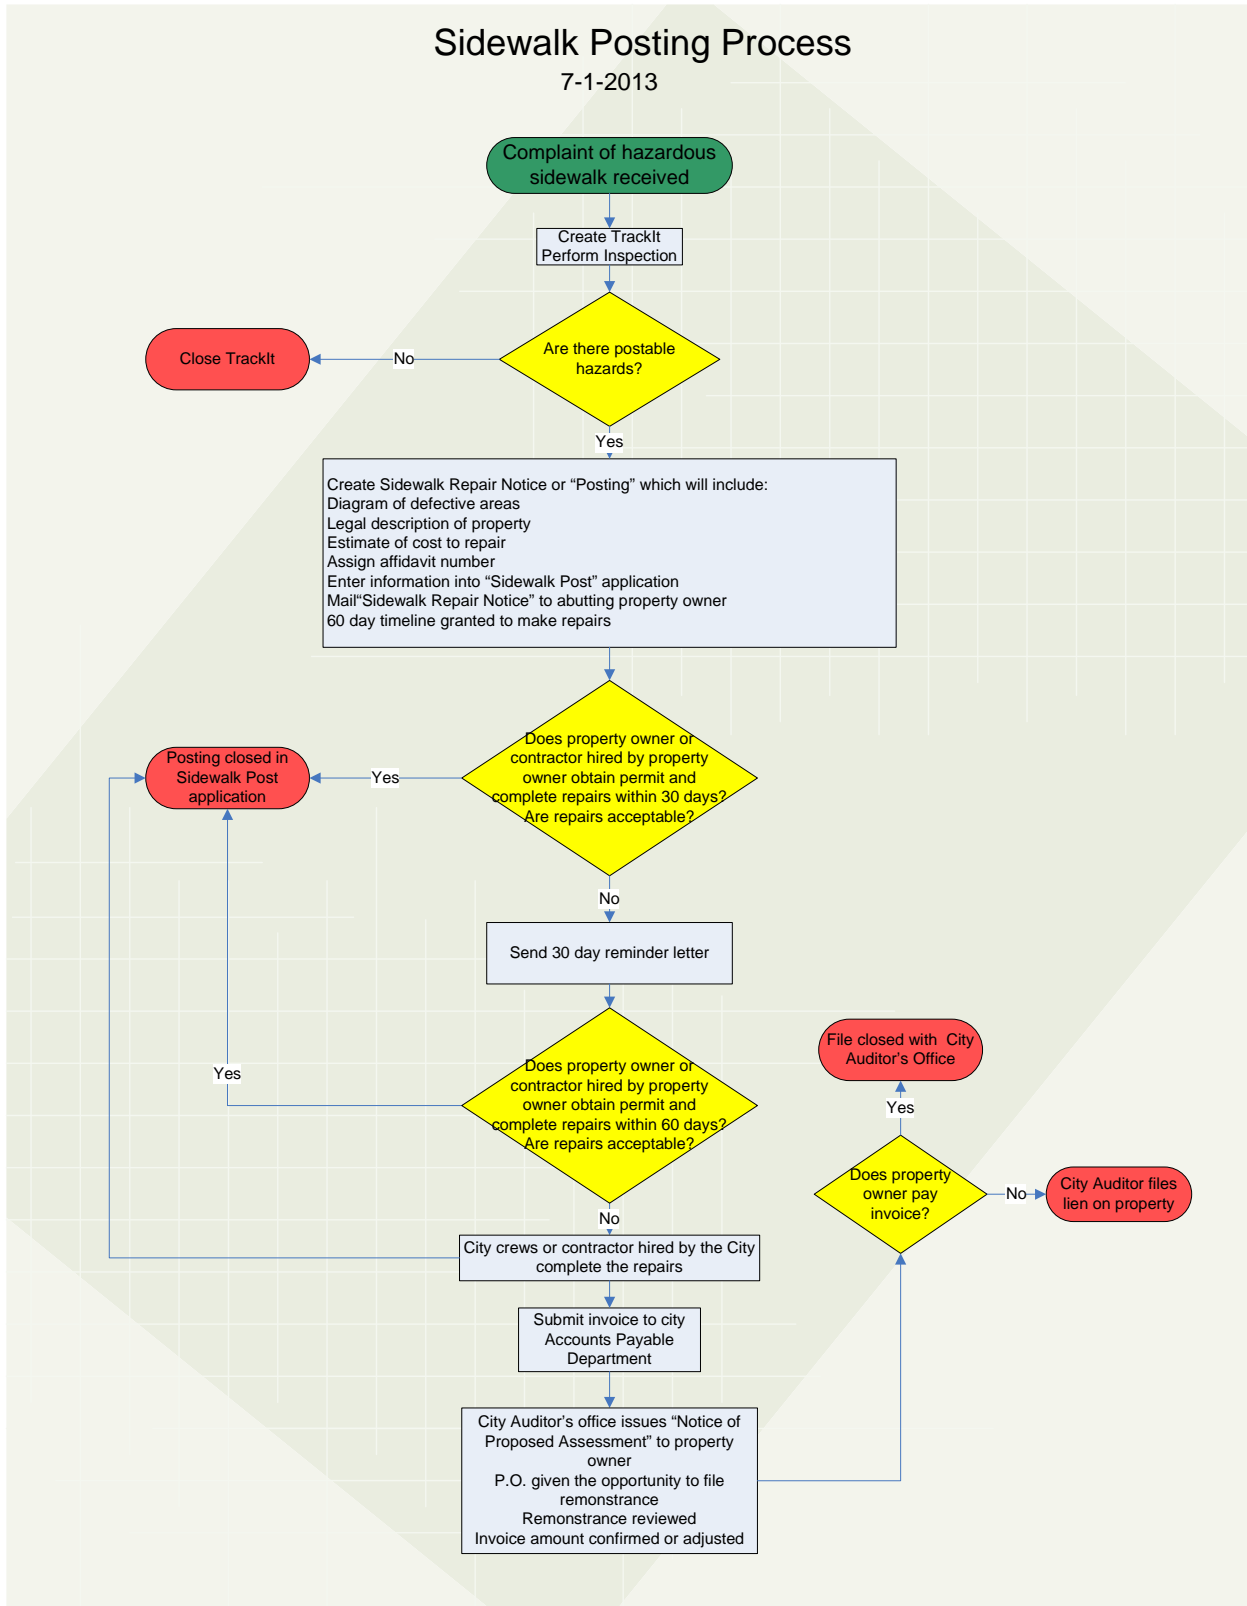 Sidewalk Posting Process
7-1-2013
Complaint of hazardous
sidewalk received
Create TrackIt
Perform Inspection
Are there postable
hazards?
No
Close TrackIt
Yes
Create Sidewalk Repair Notice or “Posting” which will include:
Diagram of defective areas
Legal description of property
Estimate of cost to repair
Assign affidavit number
Enter information into “Sidewalk Post” application
Mail“Sidewalk Repair Notice” to abutting property owner
60 day timeline granted to make repairs
Does property owner or
contractor hired by property
owner obtain permit and
complete repairs within 30 days?
Are repairs acceptable?
Yes
Posting closed in
Sidewalk Post
application
No
Send 30 day reminder letter
Does property owner or
contractor hired by property
owner obtain permit and
complete repairs within 60 days?
Are repairs acceptable?
Yes
No
City crews or contractor hired by the City
complete the repairs
Submit invoice to city
Accounts Payable
Department
City Auditor’s office issues “Notice of
Proposed Assessment” to property
owner
P.O. given the opportunity to file
remonstrance
Remonstrance reviewed
Invoice amount confirmed or adjusted
Does property
owner pay
invoice?
Yes
File closed with  City
Auditor’s Office
No
City Auditor files
lien on property